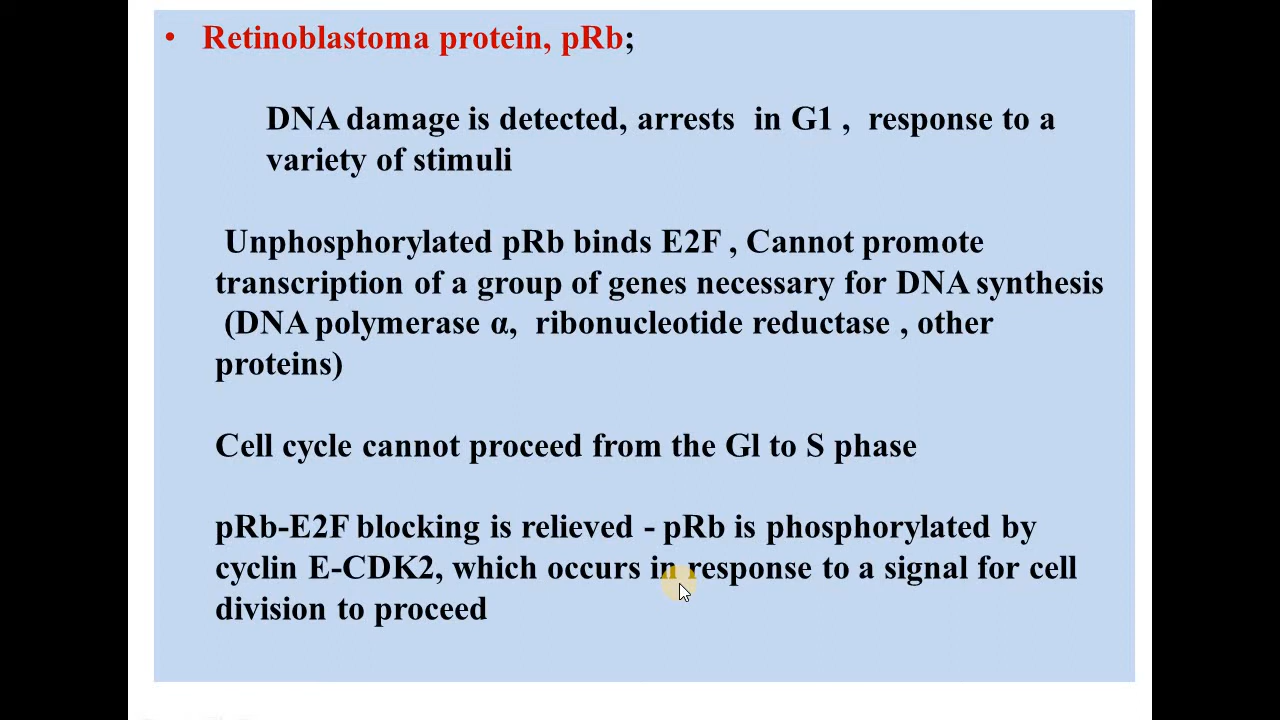 • Retinoblastoma protein, pRb;
DNA damage is detected, arrests in G1 , response to a
variety of stimuli
Unphosphorylated pRb binds E2F , Cannot promote
transcription of a group of genes necessary for DNA synthesis
(DNA polymerase α, ribonucleotide reductase , other
proteins)
Cell cycle cannot proceed from the Gl to S phase
pRb-E2F blocking is relieved - pRb is phosphorylated by
cyclin E-CDK2, which occurs in response to a signal for cell
division to proceed